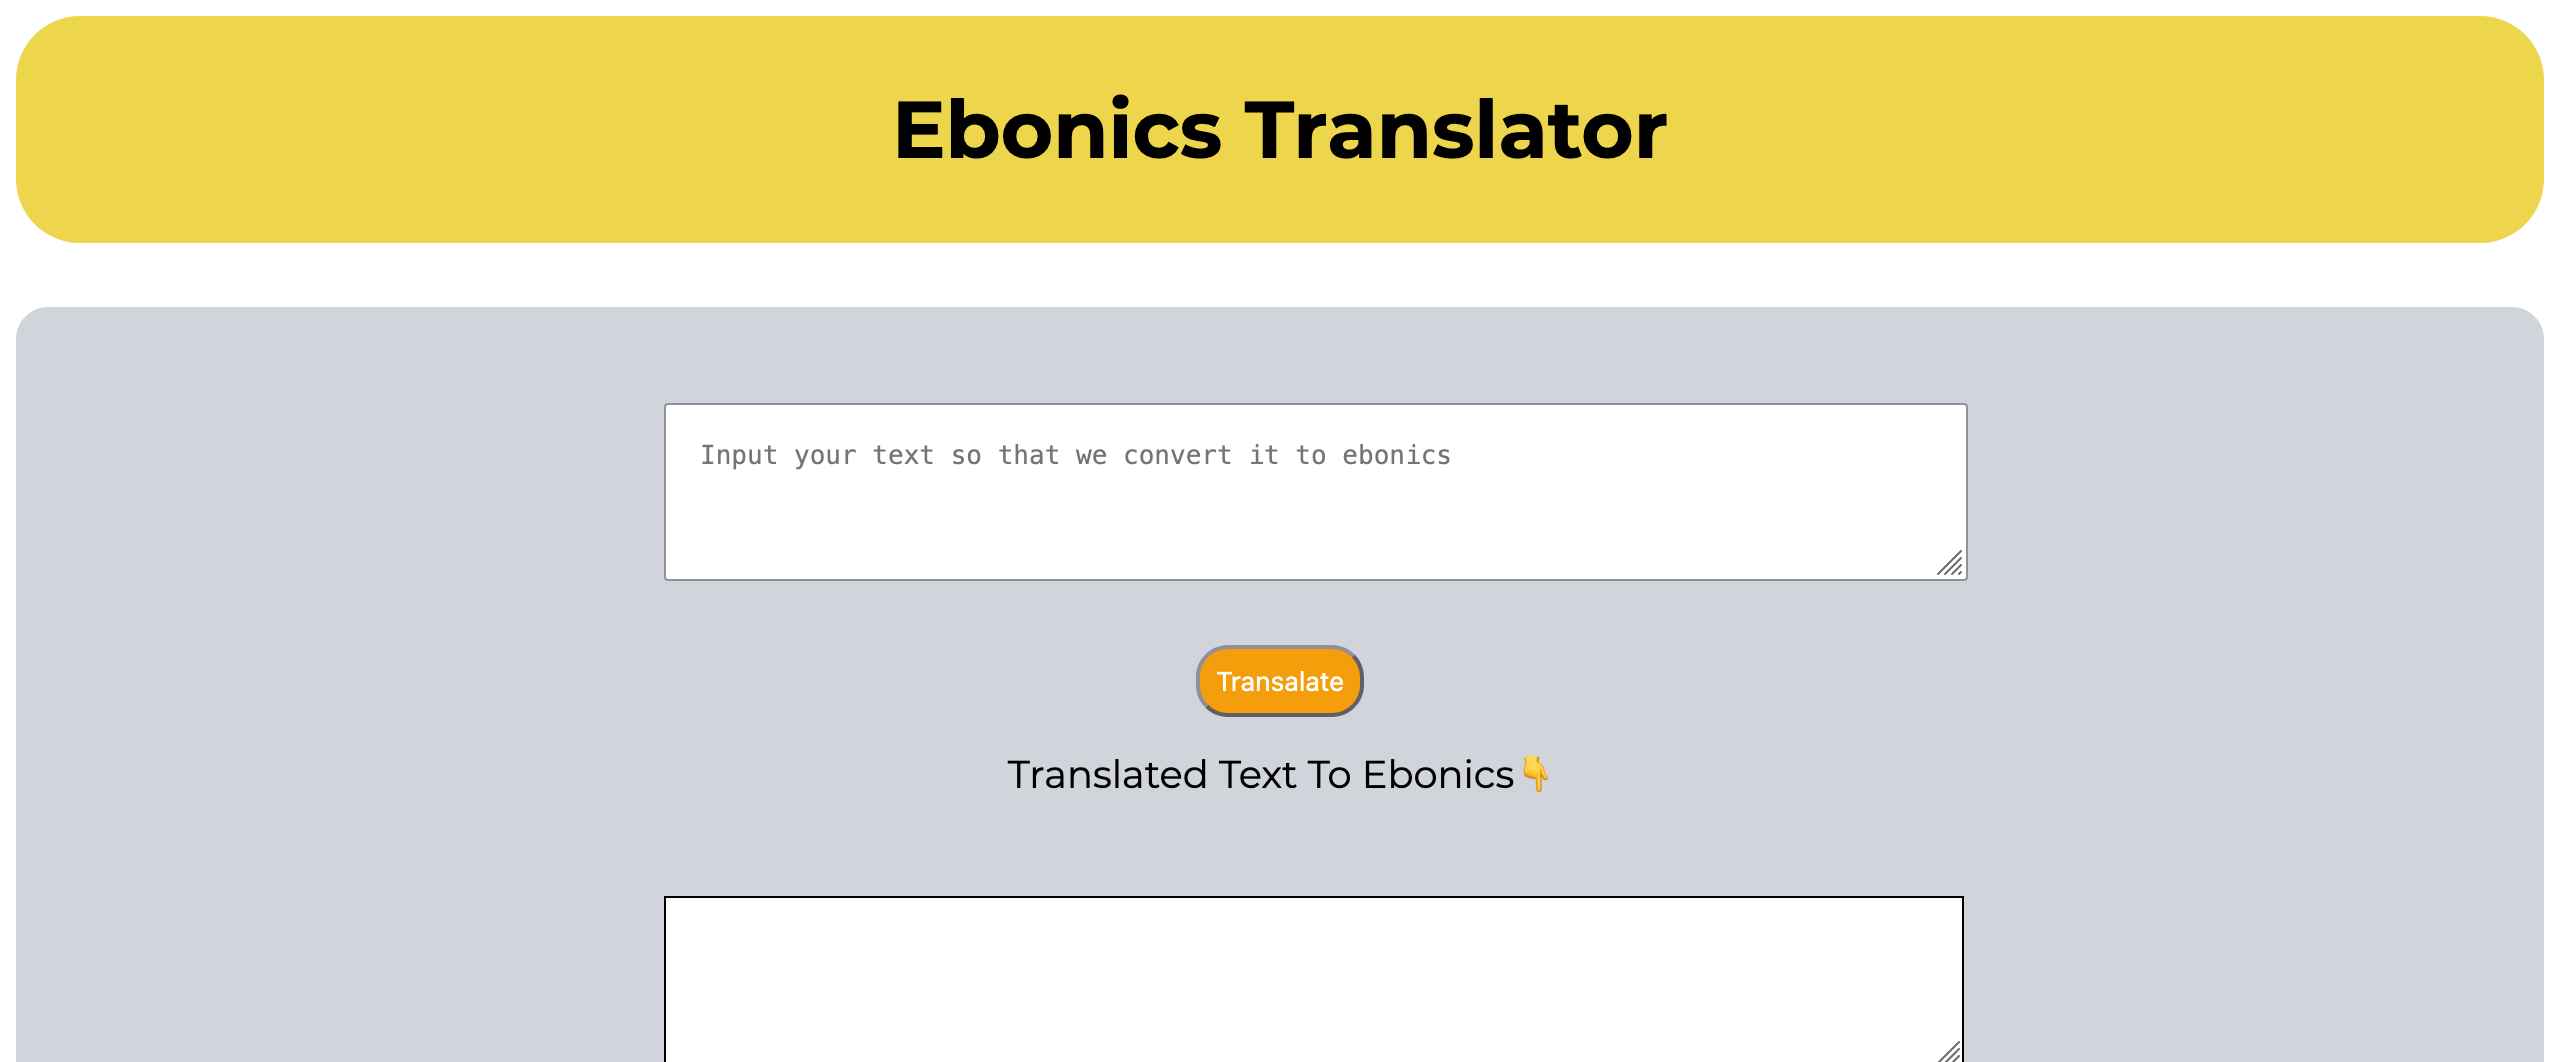 Ebonics Translator
Input your text so that we convert it to ebonics
Transalate
Translated Text To Ebonics👇